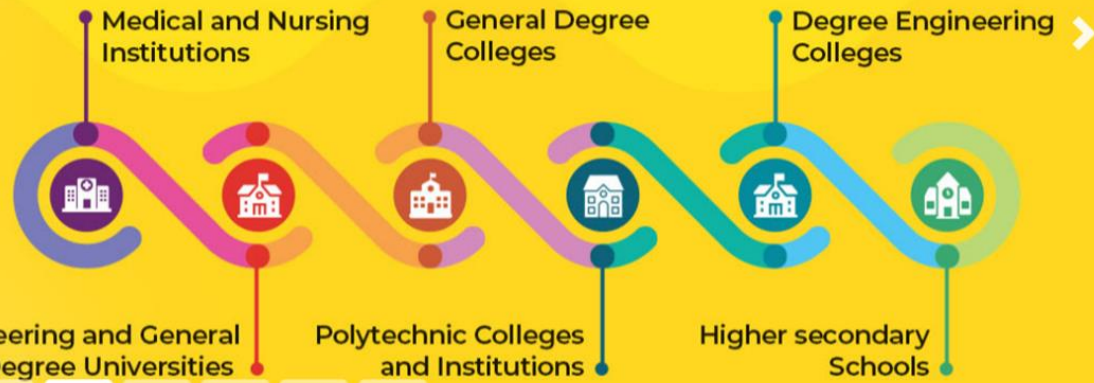 Medical and Nursing
Institutions
General Degree
Colleges
Degree Engineering
Colleges
eering and General
egree Universities
Polytechnic Colleges
and Institutions
Higher secondary
Schools